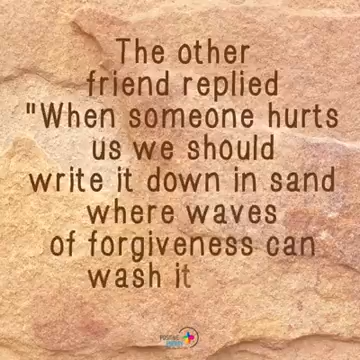 The other
friend replied
"When someone hurts
us we should
write it down in sand
where waves
of forgiveness can
wash it